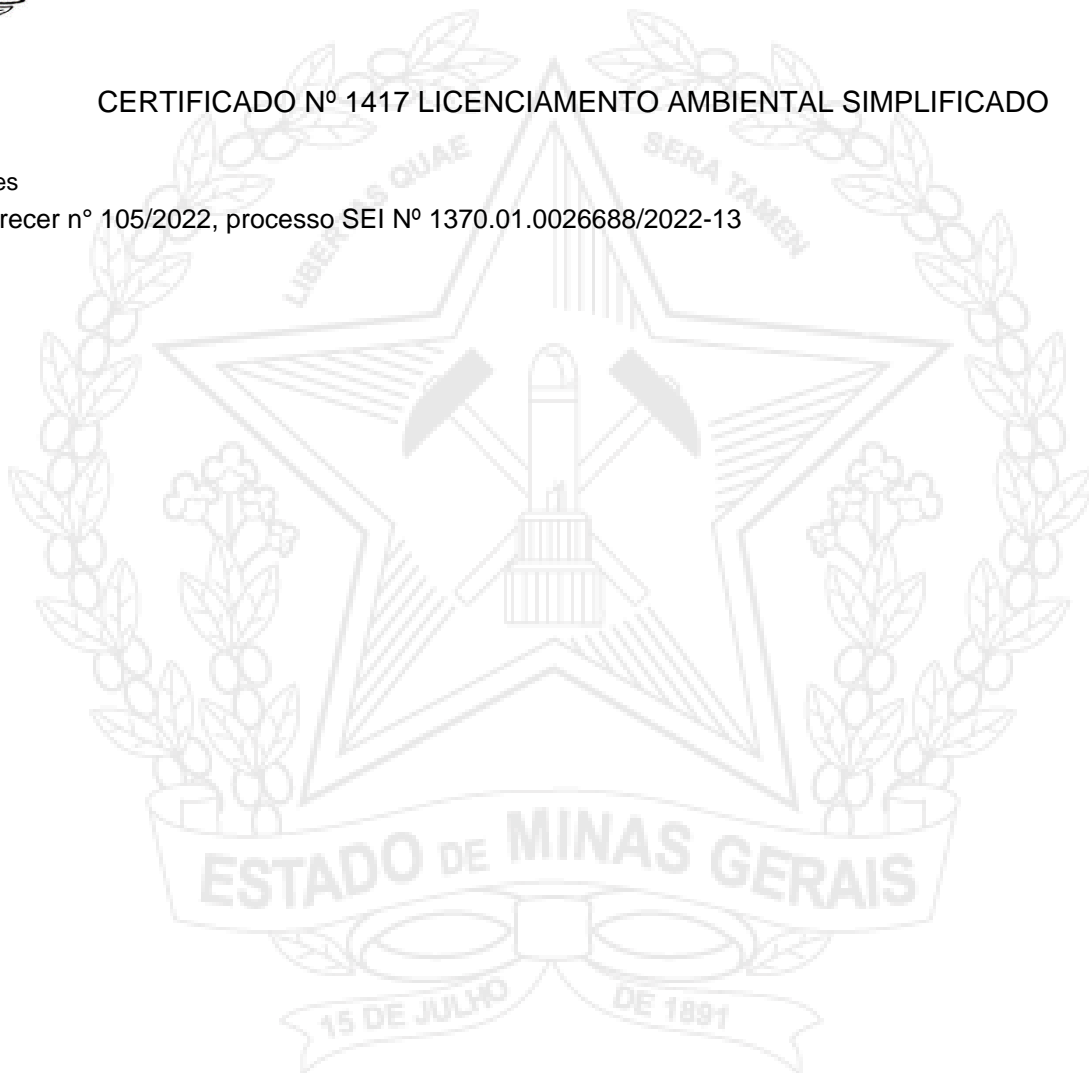 CERTIFICADO Nº 1417 LICENCIAMENTO AMBIENTAL SIMPLIFICADO
es
recer n° 105/2022, processo SEI Nº 1370.01.0026688/2022-13
LIBERTAS QUAE SERA TAMEN
ESTADO DE MINAS GERAIS
15 DE JULHO DE 1891